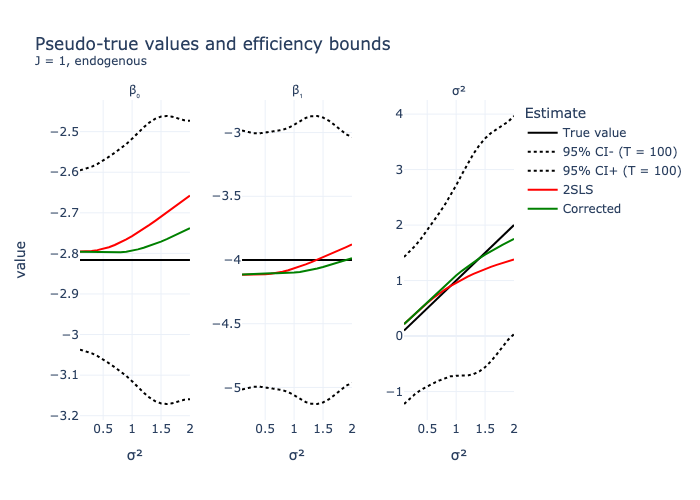 Pseudo-true values and efficiency bounds
J = 1, endogenous
β₀
β₁
σ²
value
−2.5
−2.6
−2.7
−2.8
−2.9
−3
−3.1
−3.2
0.5 1 1.5 2
σ²
−3
−3.5
−4
−4.5
−5
0.5 1 1.5 2
σ²
4
3
2
1
0
−1
0.5 1 1.5 2
σ²
Estimate
True value
95% CI- (T = 100)
95% CI+ (T = 100)
2SLS
Corrected